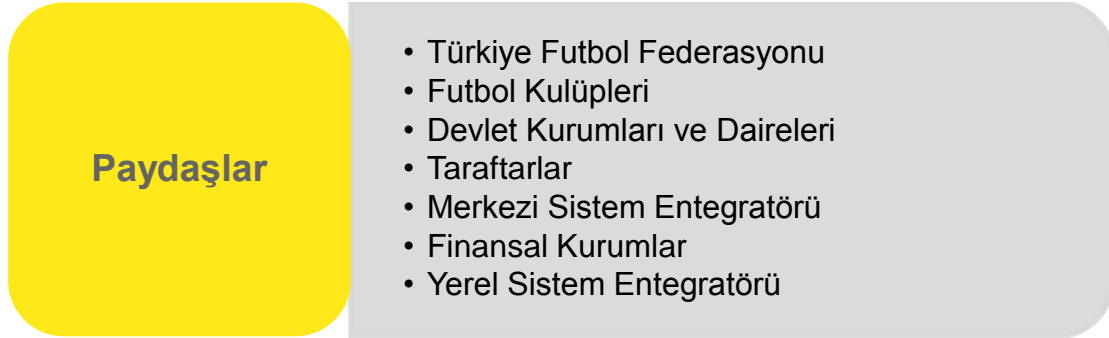 Paydaşlar
• Türkiye Futbol Federasyonu
• Futbol Kulüpleri
• Devlet Kurumları ve Daireleri
• Taraftarlar
• Merkezi Sistem Entegratörü
• Finansal Kurumlar
• Yerel Sistem Entegratörü